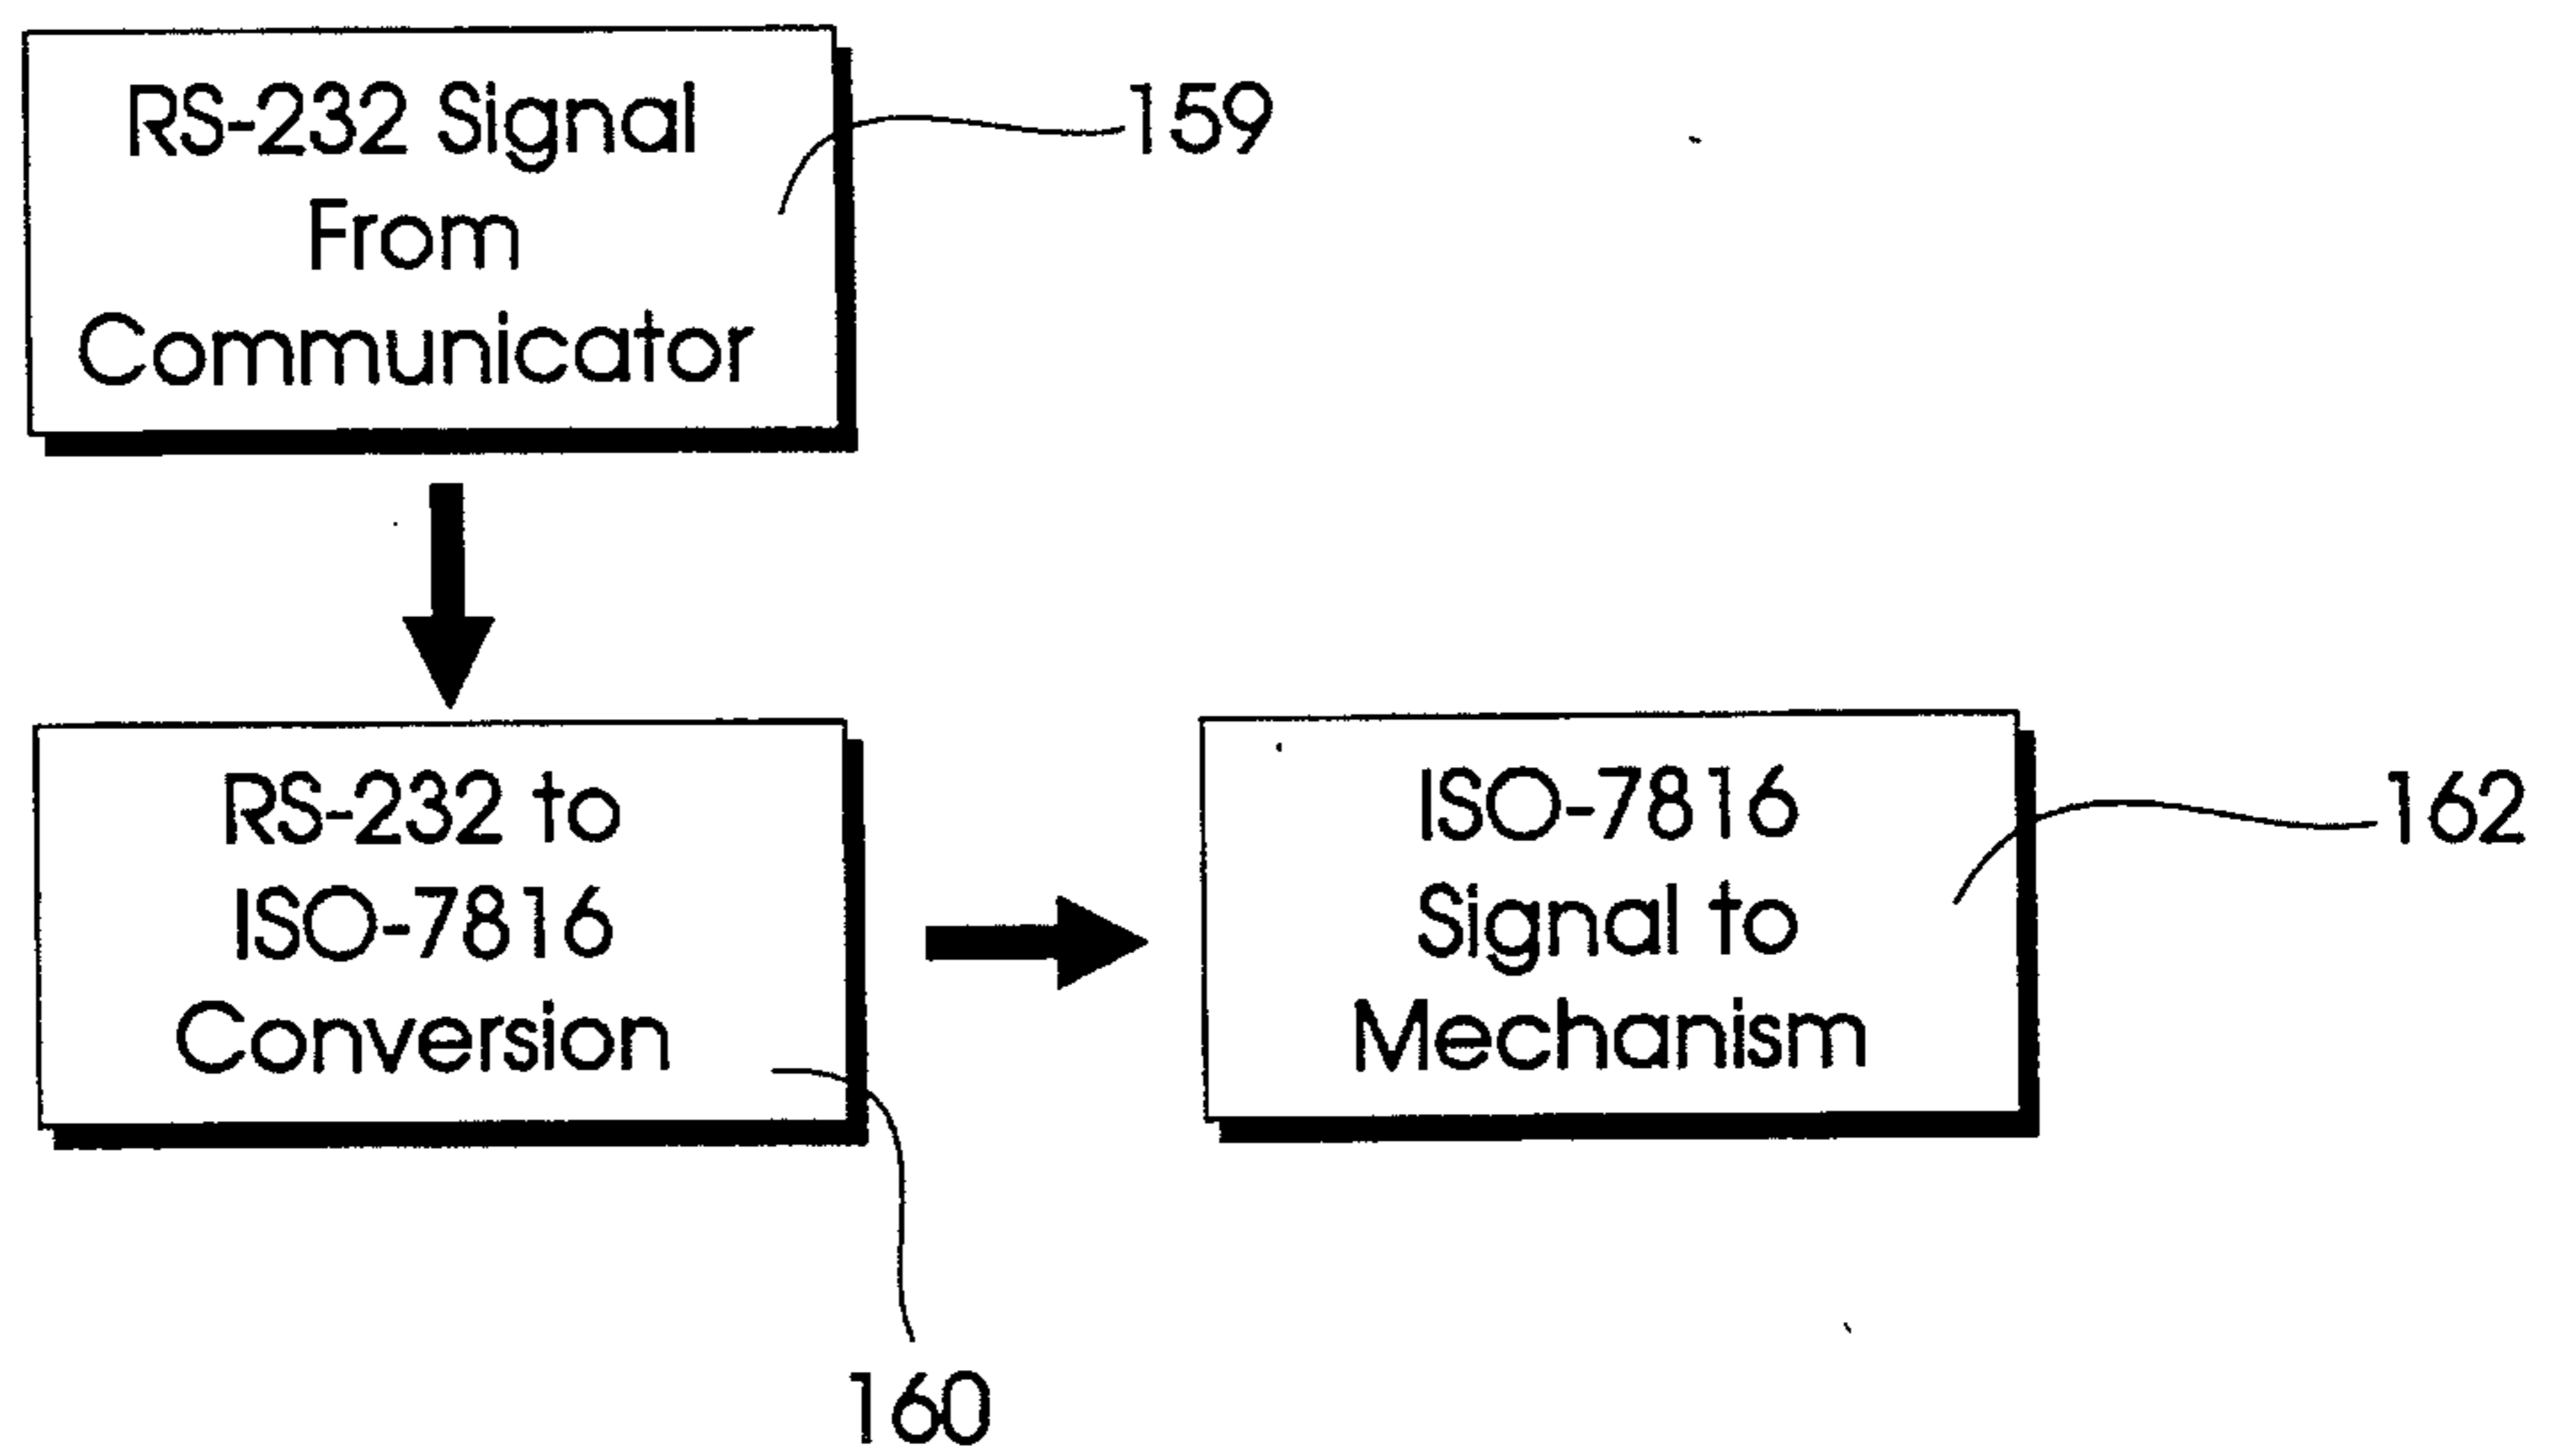 RS-232 Signal
From
Communicator
159
RS-232 to
ISO-7816
Conversion
160
ISO-7816
Signal to
Mechanism
162